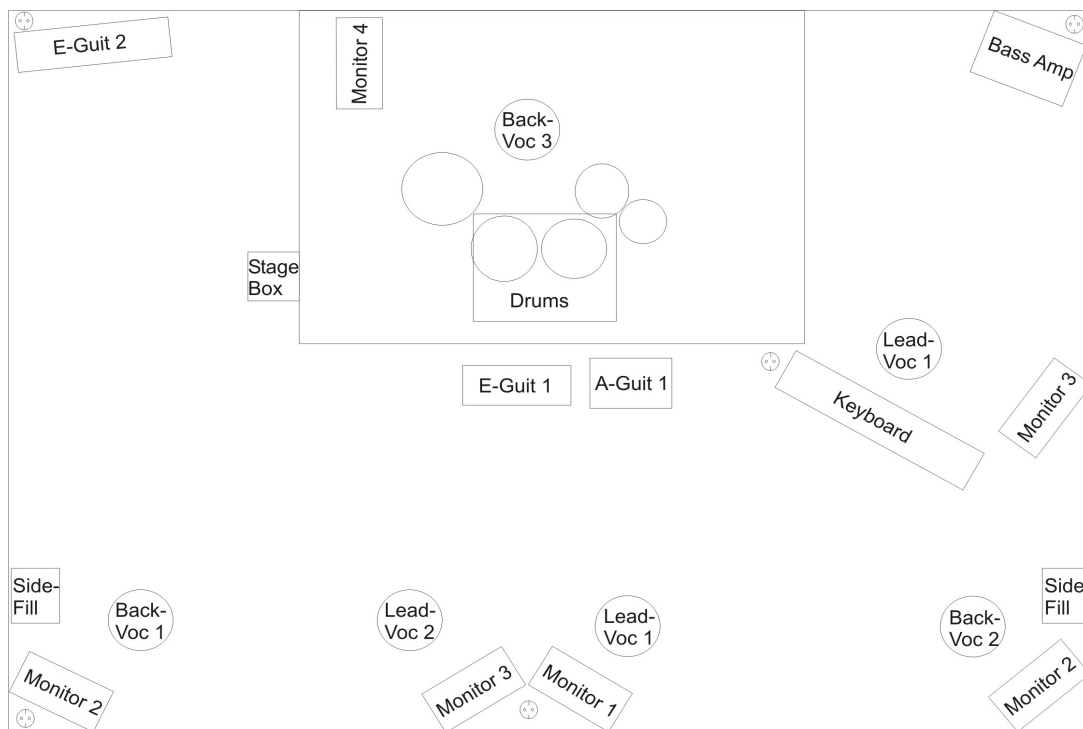 E-Guit 2
Monitor 4
Bass Amp
Back-
Voc 3
Stage
Box
Drums
Lead-
Voc 1
E-Guit 1
A-Guit 1
Keyboard
Monitor 3
Side-
Fill
Back-
Voc 1
Lead-
Voc 2
Lead-
Voc 1
Back-
Voc 2
Side
Fill
Monitor 2
Monitor 3
Monitor 1
Monitor 2